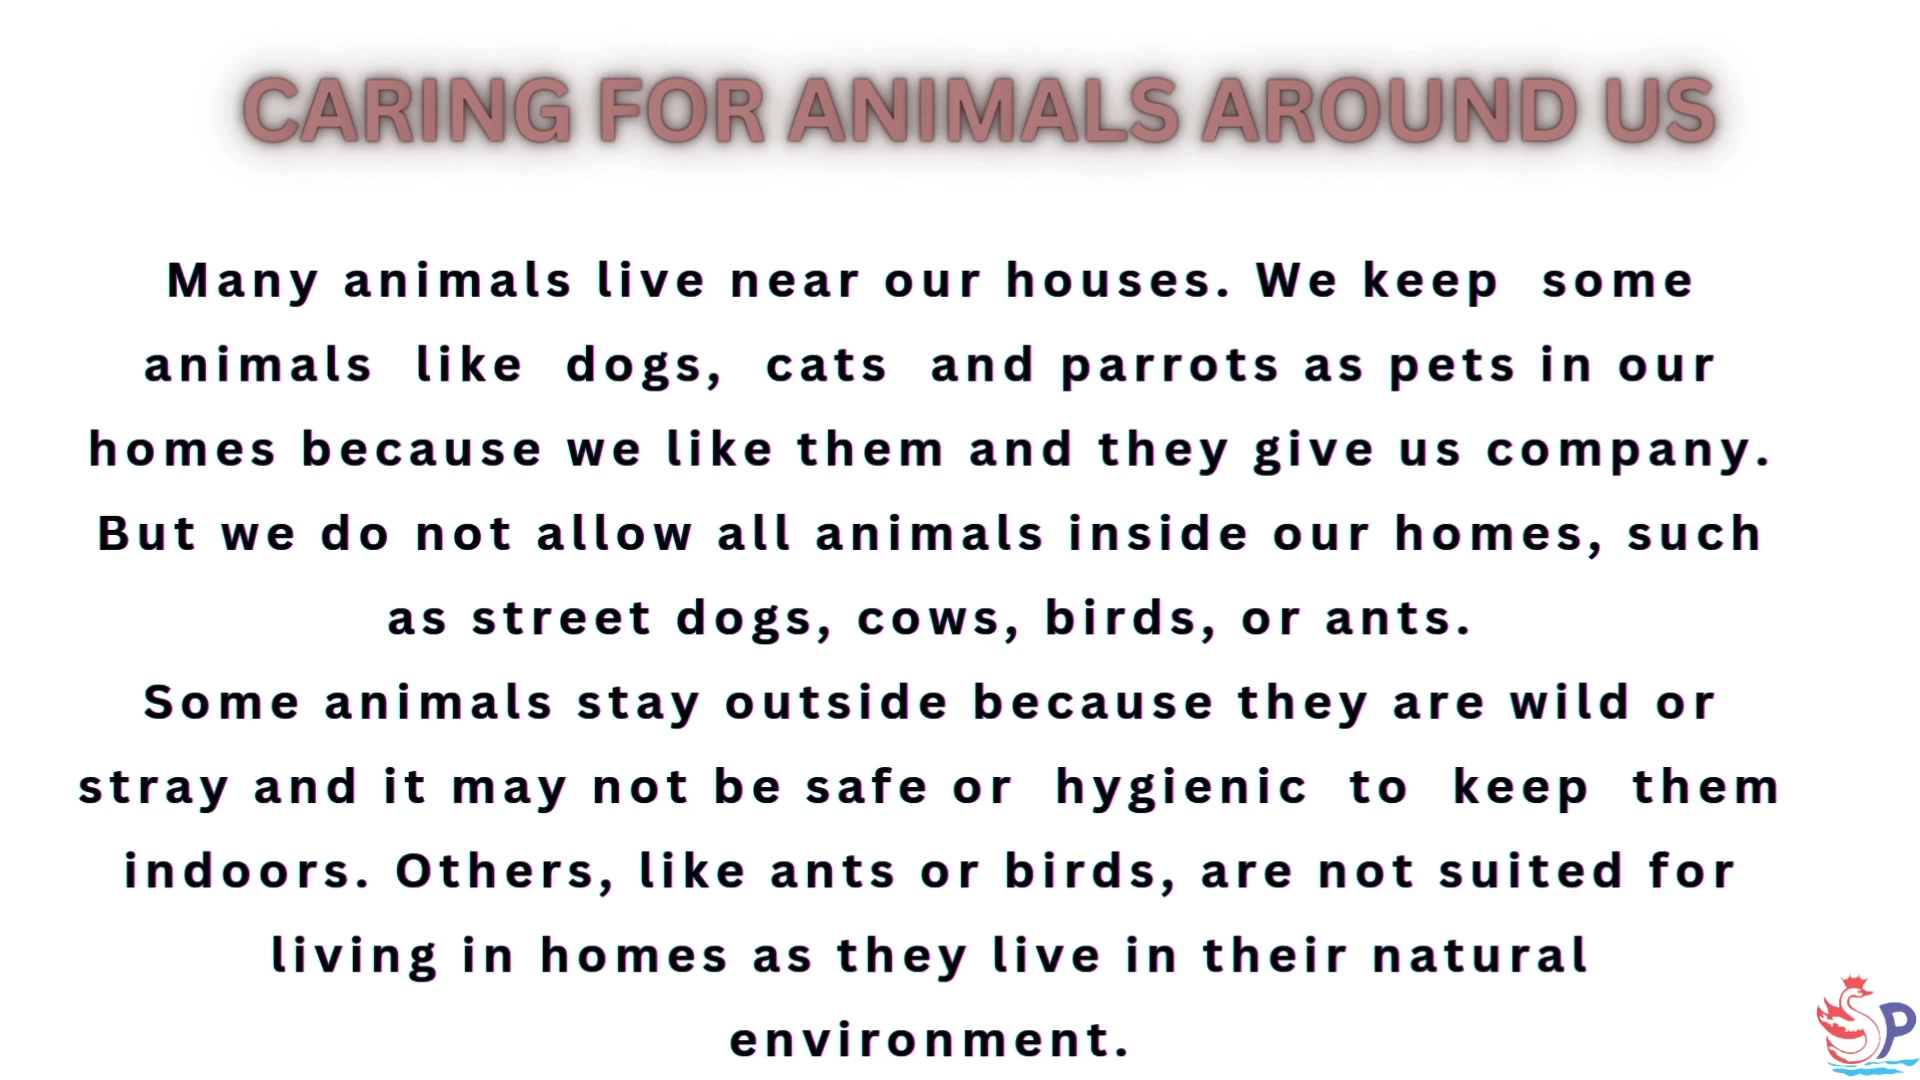 CARING FOR ANIMALS AROUND US
Many animals live near our houses. We keep some
animals like dogs, cats and parrots as pets in our
homes because we like them and they give us company.
But we do not allow all animals inside our homes, such
as street dogs, cows, birds, or ants.
Some animals stay outside because they are wild or
stray and it may not be safe or hygienic to keep them
indoors. Others, like ants or birds, are not suited for
living in homes as they live in their natural
environment.
SP